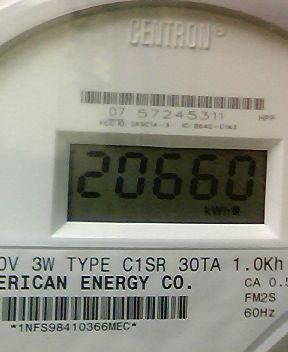 CENTRON®
07 57245311
HPP
20660
kWh
0V 3W TYPE C1SR 30TA 1.0Kh
ERICAN ENERGY CO.
CA 0.5
FM2S
60Hz
*1NFS98410366MEC*